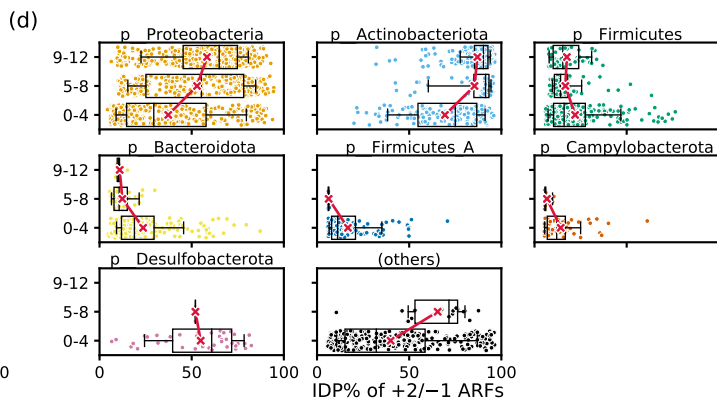 (d)
p__Proteobacteria
p__Actinobacteriota
p__Firmicutes
9-12
5-8
0-4
0
50
p__Bacteroidota
p__Firmicutes_A
p__Campylobacterota
9-12
5-8
0-4
0
50
100
p__Desulfobacterota
(others)
9-12
5-8
0-4
0
0
50
100
0
50
100
IDP% of +2/−1 ARFs